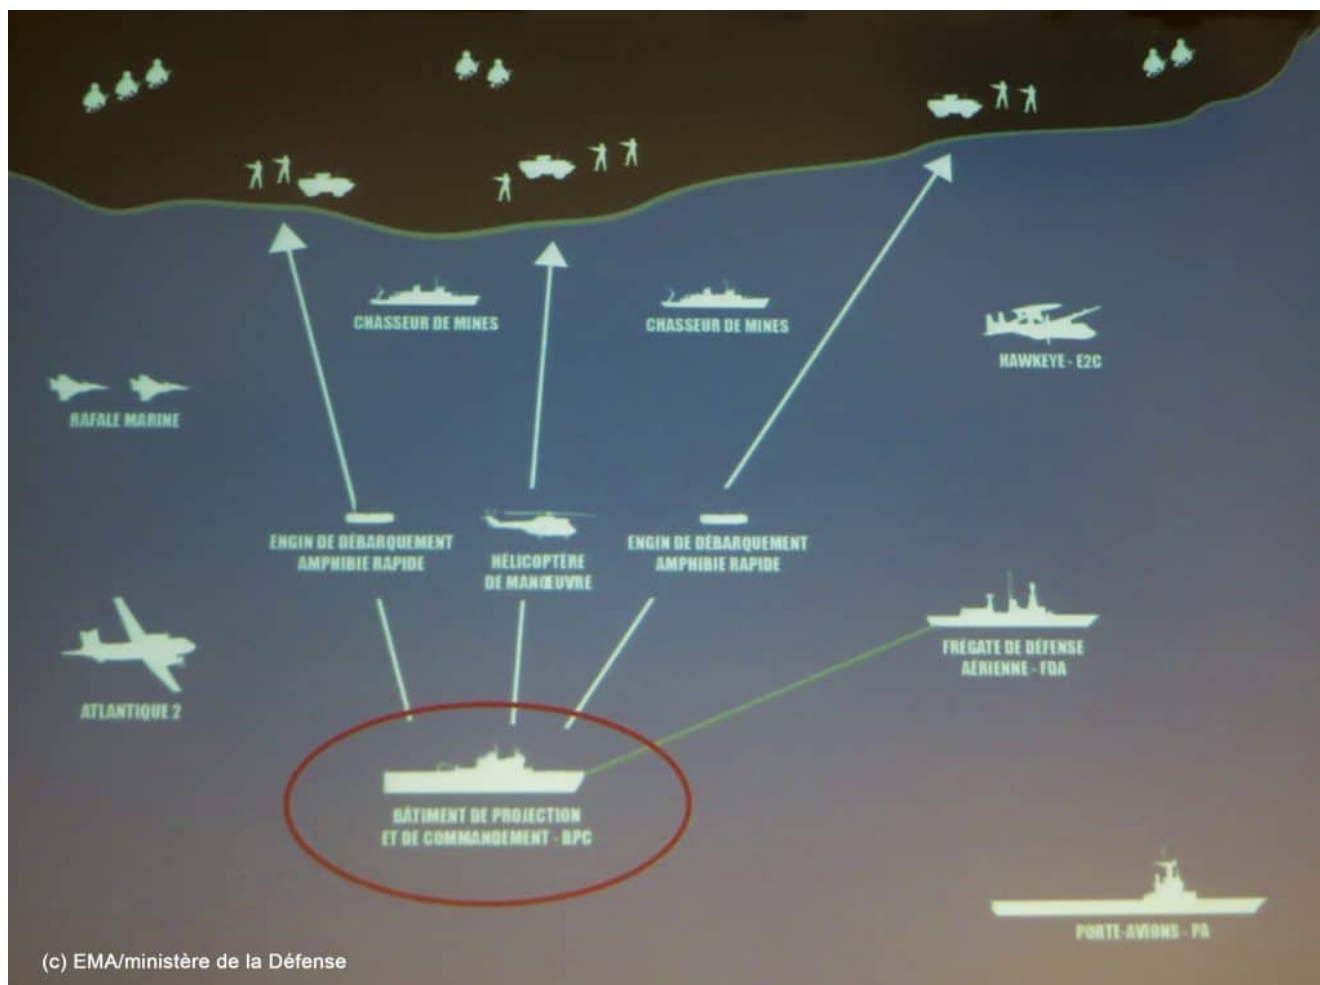 CHASSEUR DE MINES
CHASSEUR DE MINES
HAWKEYE - E2C
RAFALE MARINE
ENGIN DE DÉBARQUEMENT
AMPHIBIE RAPIDE
HÉLICOPTÈRE
DE MANŒUVRE
ENGIN DE DÉBARQUEMENT
AMPHIBIE RAPIDE
ATLANTIQUE 2
FRÉGATE DE DÉFENSE
AÉRIENNE - FDA
BÂTIMENT DE PROJECTION
ET DE COMMANDEMENT - BPC
PORTE-AVIONS - PA
(c) EMA/ministère de la Défense